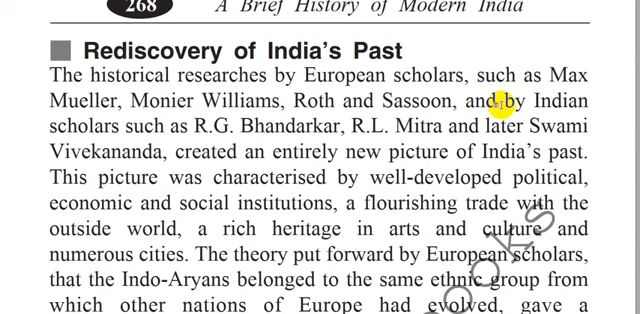 268
A Brief History of Modern India
Rediscovery of India's Past
The historical researches by European scholars, such as Max
Mueller, Monier Williams, Roth and Sassoon, and by Indian
scholars such as R.G. Bhandarkar, R.L. Mitra and later Swami
Vivekananda, created an entirely new picture of India's past.
This picture was characterised by well-developed political,
economic and social institutions, a flourishing trade with the
outside world, a rich heritage in arts and culture and
numerous cities. The theory put forward by European scholars,
that the Indo-Aryans belonged to the same ethnic group from
which other nations of Europe had evolved, gave a
ooks